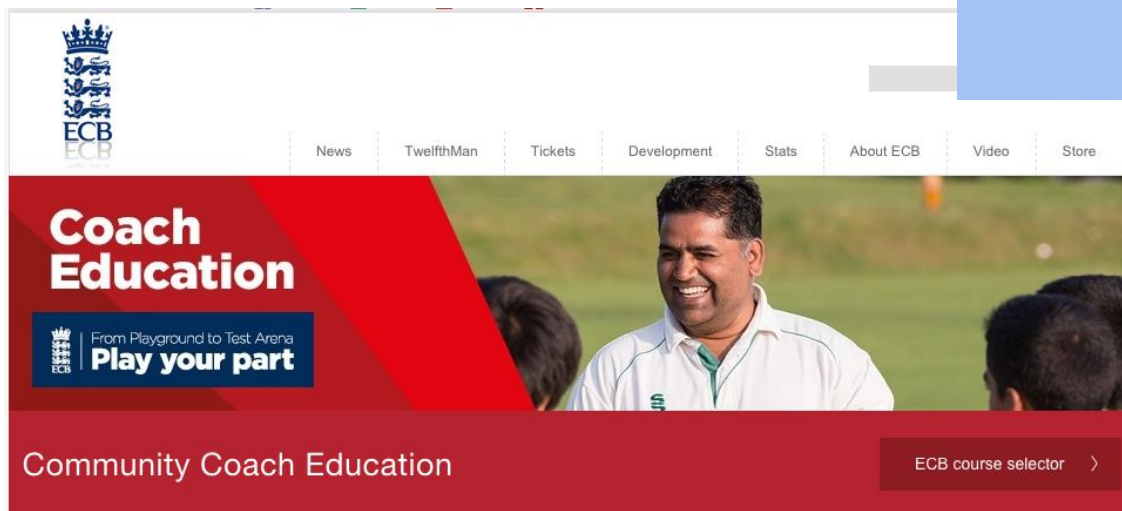 ECB
News TwelfthMan Tickets Development Stats About ECB Video Store
Coach
Education
From Playground to Test Arena
Play your part
ECB
Community Coach Education
ECB course selector